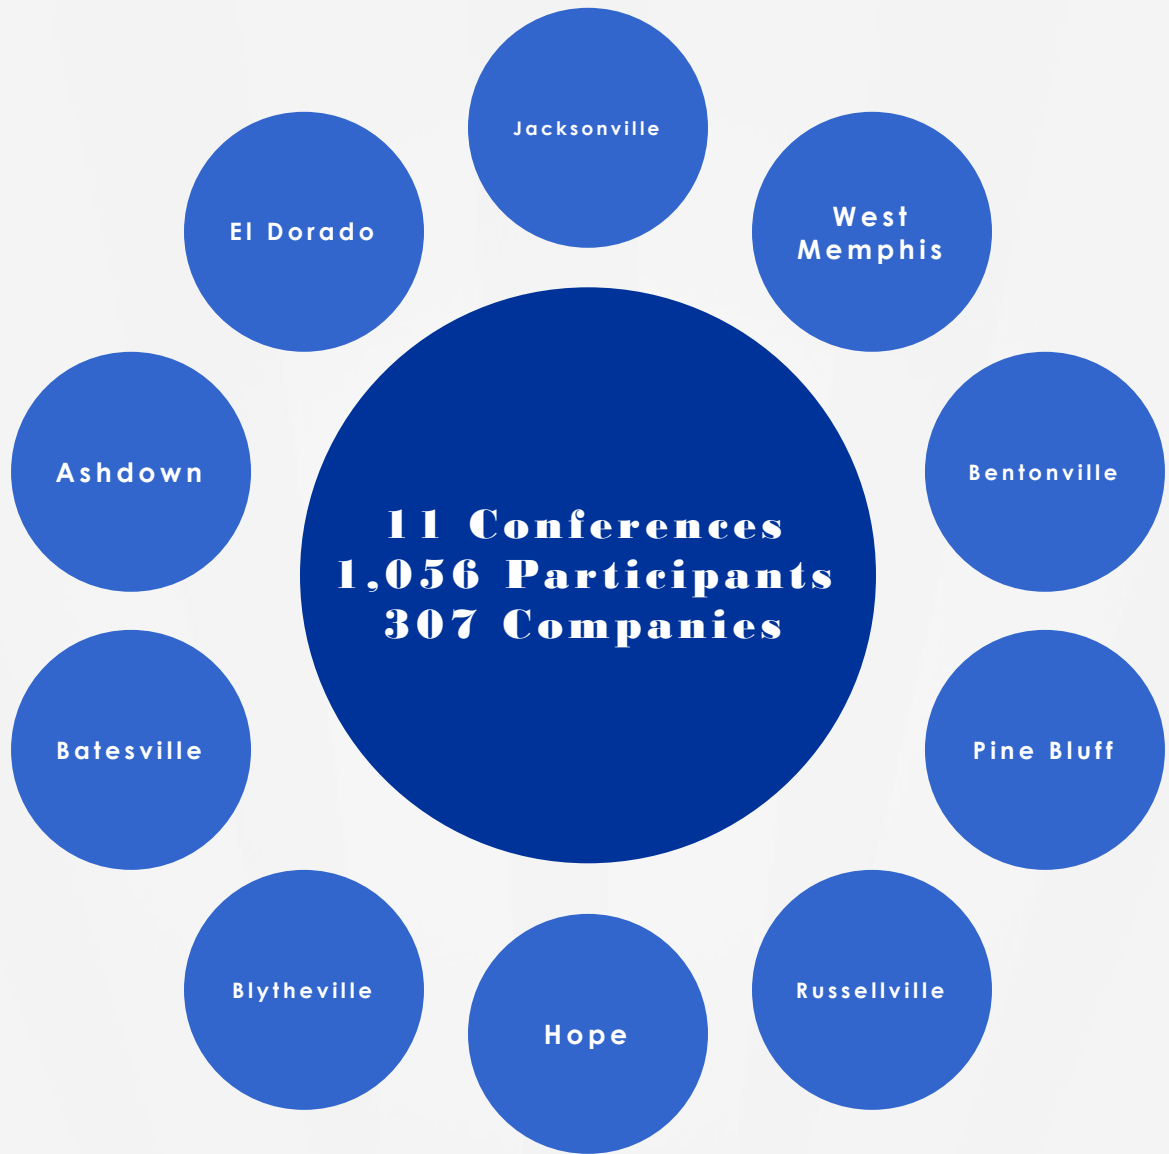 Jacksonville
West
Memphis
Bentonville
Pine Bluff
Russellville
Hope
Blytheville
Batesville
Ashdown
El Dorado
11 Conferences
1,056 Participants
307 Companies